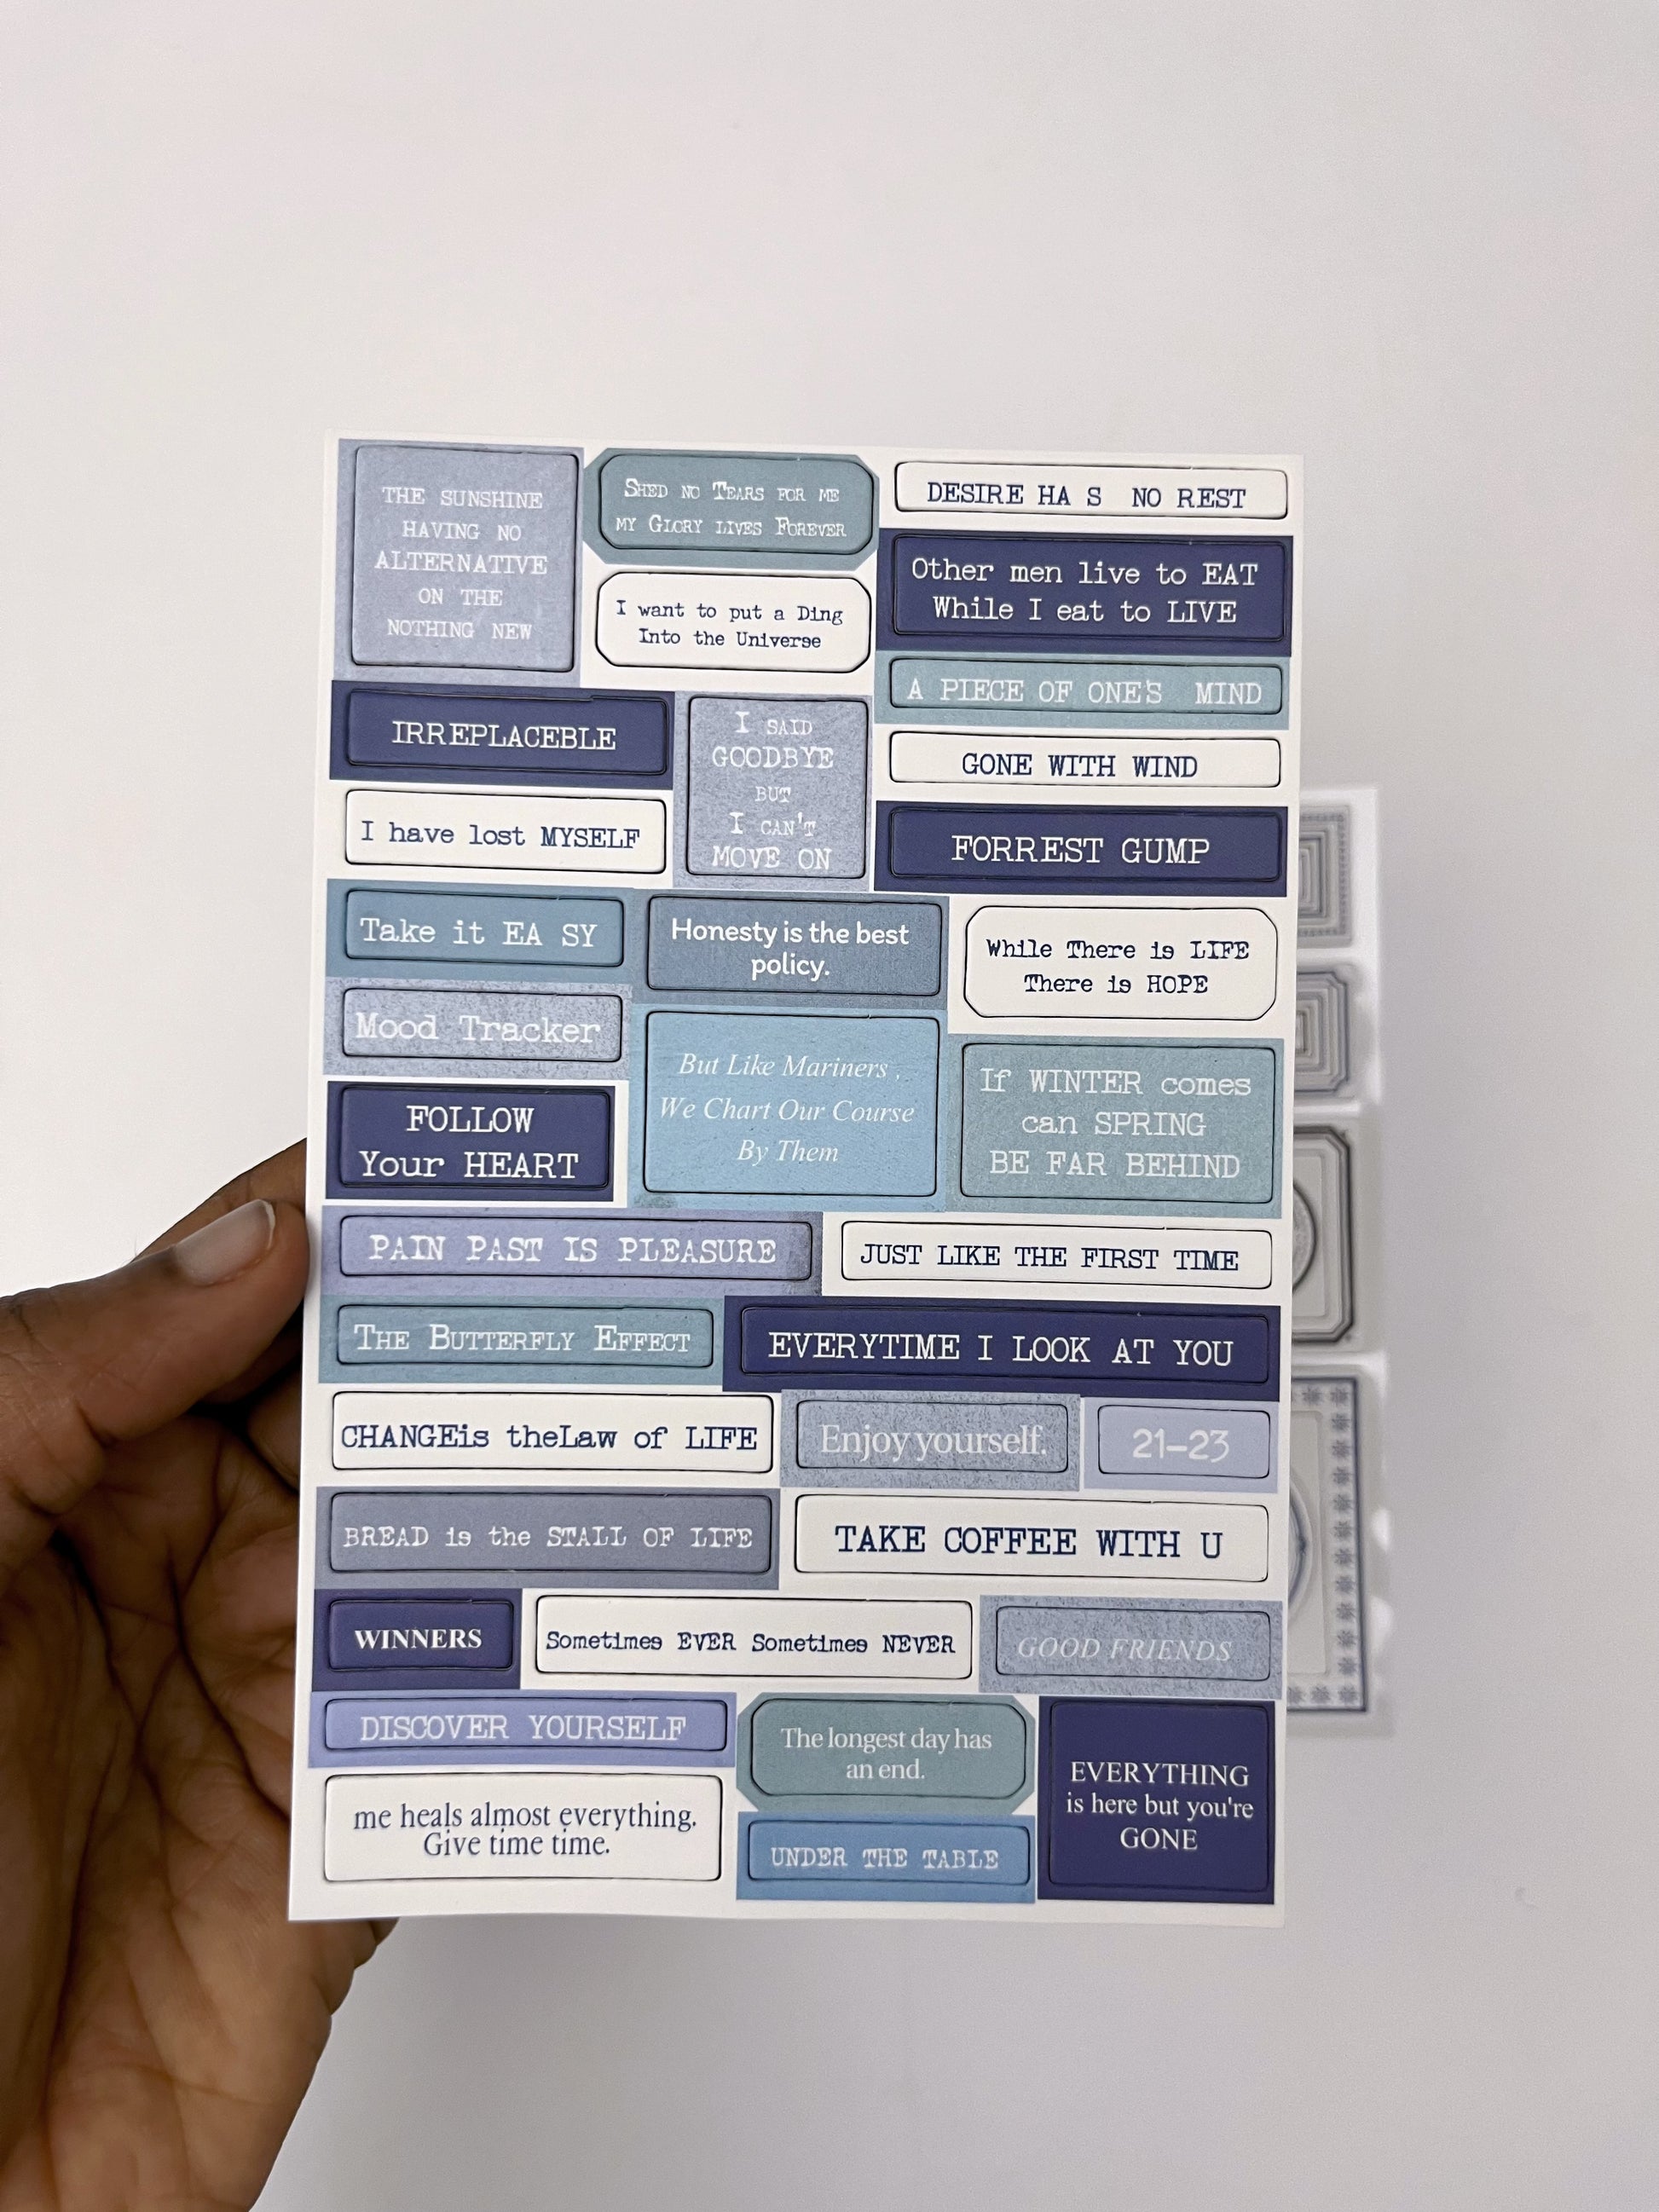 THE SUNSHINE
HAVING NO
ALTERNATIVE
ON THE
NOTHING NEW
SHED NO TEARS FOR ME
MY GLORY LIVES FOREVER
DESIRE HA S NO REST
I want to put a Ding
Into the Universe
Other men live to EAT
While I eat to LIVE
A PIECE OF ONE'S MIND
IRREPLACEBLE
I SAID
GOODBYE
BUT
I CAN'T
MOVE ON
GONE WITH WIND
I have lost MYSELF
FORREST GUMP
Take it EA SY
Honesty is the best
policy.
While There is LIFE
There is HOPE
Mood Tracker
But Like Mariners ,
We Chart Our Course
By Them
If WINTER comes
can SPRING
BE FAR BEHIND
FOLLOW
Your HEART
PAIN PAST IS PLEASURE
JUST LIKE THE FIRST TIME
THE BUTTERFLY EFFECT
EVERYTIME I LOOK AT YOU
CHANGEis theLaw of LIFE
Enjoy yourself.
21-23
BREAD is the STALL OF LIFE
TAKE COFFEE WITH U
WINNERS
Sometimes EVER Sometimes NEVER
GOOD FRIENDS
DISCOVER YOURSELF
The longest day has
an end.
EVERYTHING
is here but you're
GONE
me heals almost everything.
Give time time.
UNDER THE TABLE